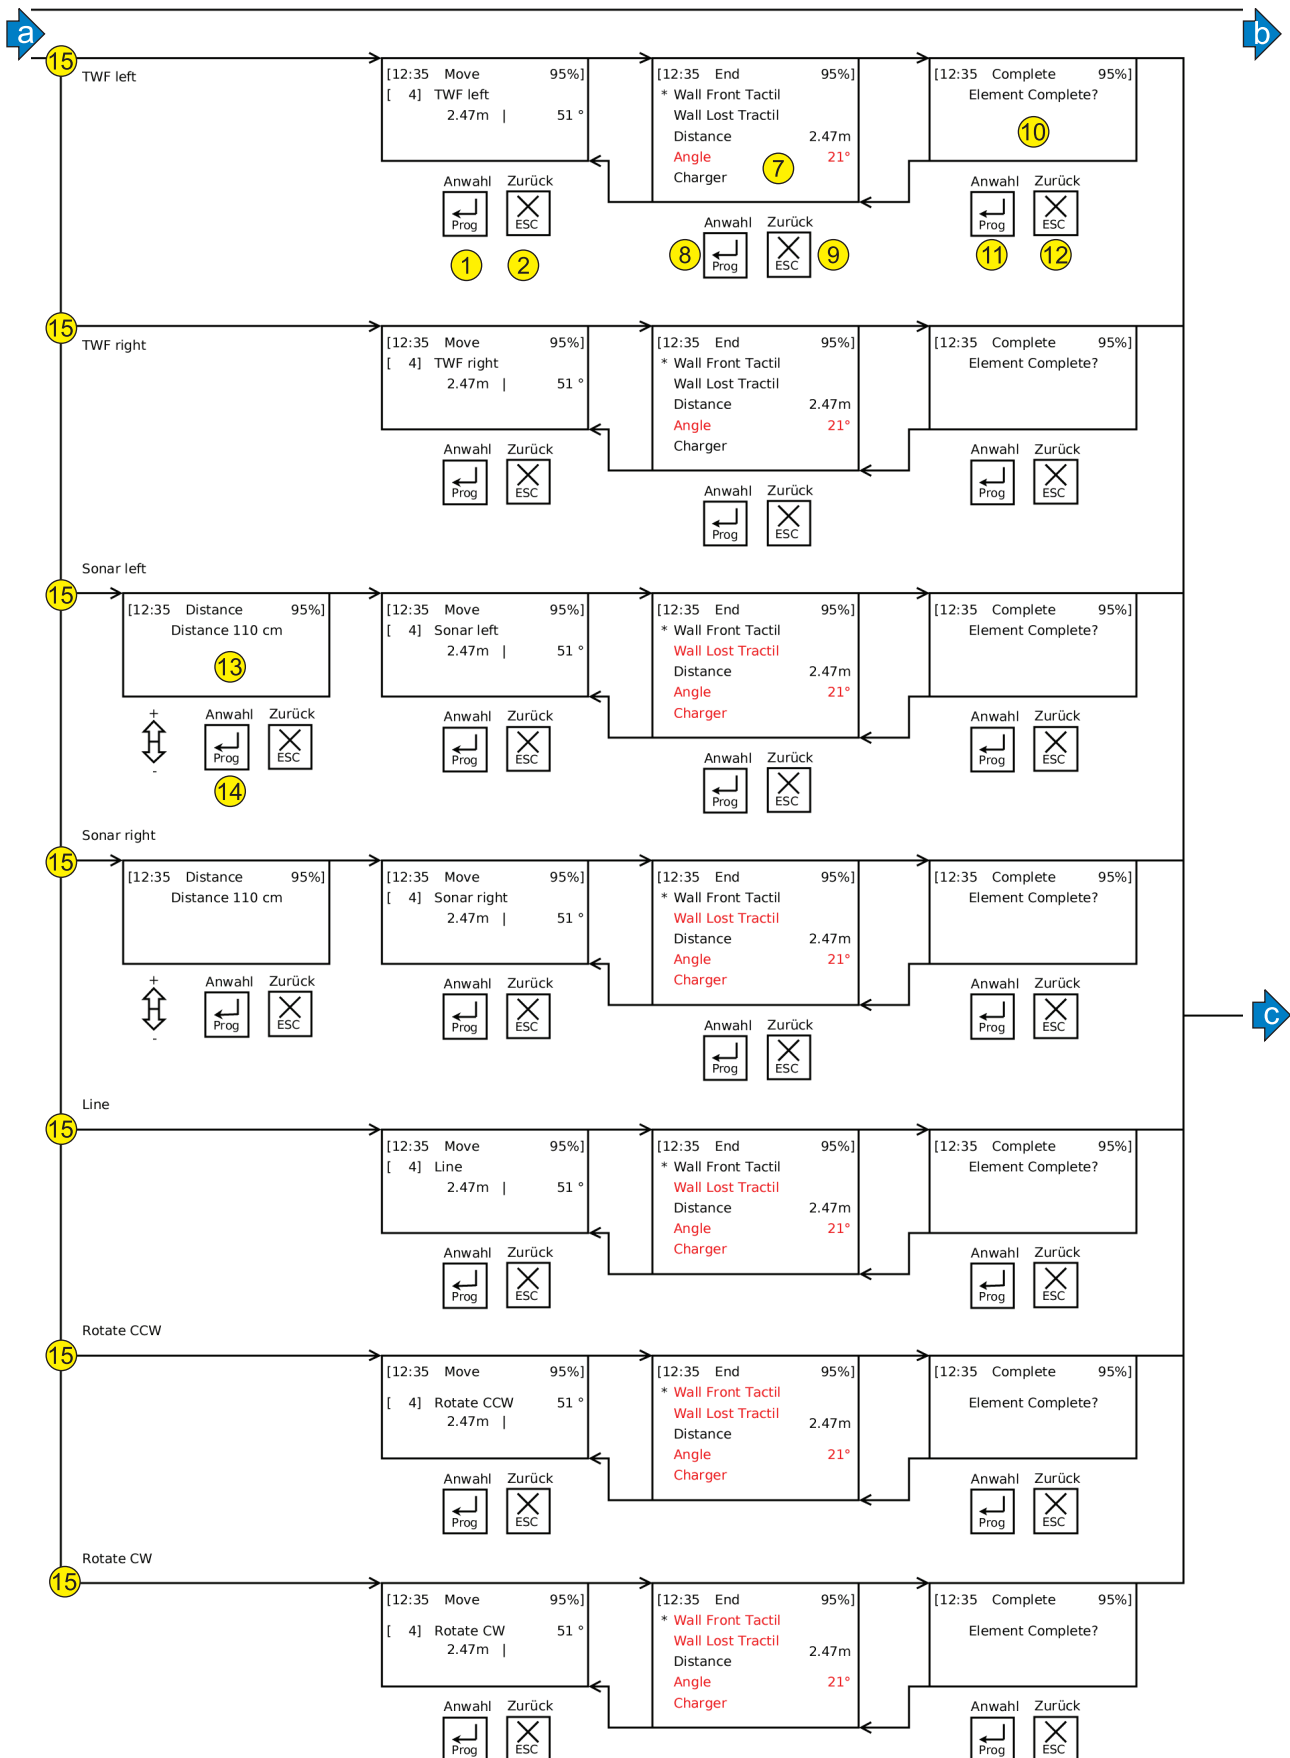 a
b
15
TWF left
[12:35 Move 95%]
[ 4] TWF left
2.47m | 51 °
[12:35 End 95%]
* Wall Front Tactil
Wall Lost Tractil
Distance 2.47m
Angle 21°
Charger
7
[12:35 Complete 95%]
Element Complete?
10
Anwahl Zurück
Prog ESC
1 2
Anwahl Zurück
8 Prog ESC 9
Anwahl Zurück
Prog ESC
11 12
15
TWF right
[12:35 Move 95%]
[ 4] TWF right
2.47m | 51 °
[12:35 End 95%]
* Wall Front Tactil
Wall Lost Tractil
Distance 2.47m
Angle 21°
Charger
[12:35 Complete 95%]
Element Complete?
Anwahl Zurück
Prog ESC
Anwahl Zurück
Prog ESC
Anwahl Zurück
Prog ESC
Sonar left
15
[12:35 Distance 95%]
Distance 110 cm
13
[12:35 Move 95%]
[ 4] Sonar left
2.47m | 51 °
[12:35 End 95%]
* Wall Front Tactil
Wall Lost Tractil
Distance 2.47m
Angle 21°
Charger
[12:35 Complete 95%]
Element Complete?
+
-
Anwahl Zurück
Prog ESC
14
Anwahl Zurück
Prog ESC
Anwahl Zurück
Prog ESC
Anwahl Zurück
Prog ESC
Sonar right
15
[12:35 Distance 95%]
Distance 110 cm
[12:35 Move 95%]
[ 4] Sonar right
2.47m | 51 °
[12:35 End 95%]
* Wall Front Tactil
Wall Lost Tractil
Distance 2.47m
Angle 21°
Charger
[12:35 Complete 95%]
Element Complete?
+
-
Anwahl Zurück
Prog ESC
Anwahl Zurück
Prog ESC
Anwahl Zurück
Prog ESC
Anwahl Zurück
Prog ESC
c
Line
15
[12:35 Move 95%]
[ 4] Line
2.47m | 51 °
[12:35 End 95%]
* Wall Front Tactil
Wall Lost Tractil
Distance 2.47m
Angle 21°
Charger
[12:35 Complete 95%]
Element Complete?
Anwahl Zurück
Prog ESC
Anwahl Zurück
Prog ESC
Rotate CCW
15
[12:35 Move 95%]
[ 4] Rotate CCW 51 °
2.47m |
[12:35 End 95%]
* Wall Front Tactil
Wall Lost Tractil
Distance 2.47m
Angle 21°
Charger
[12:35 Complete 95%]
Element Complete?
Anwahl Zurück
Prog ESC
Anwahl Zurück
Prog ESC
Rotate CW
15
[12:35 Move 95%]
[ 4] Rotate CW 51 °
2.47m |
[12:35 End 95%]
* Wall Front Tactil
Wall Lost Tractil
Distance 2.47m
Angle 21°
Charger
[12:35 Complete 95%]
Element Complete?
Anwahl Zurück
Prog ESC
Anwahl Zurück
Prog ESC